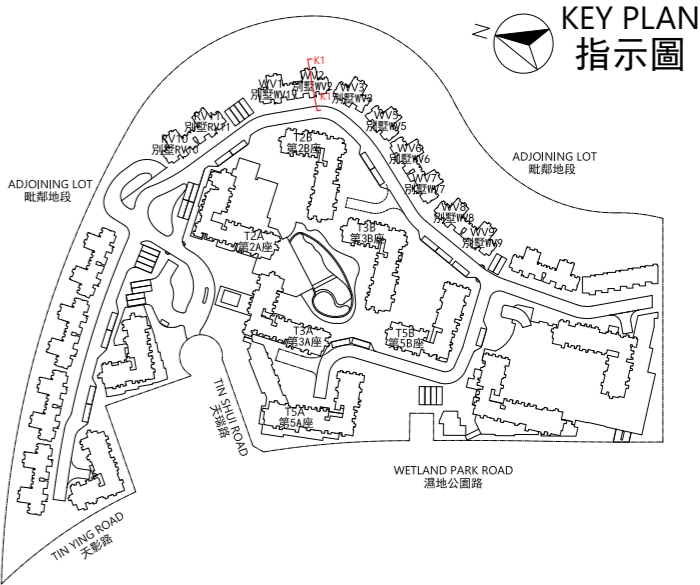 KEY PLAN
指示圖
N
K1
WV1
別墅WV1
WV2
別墅WV2
K1
WV3
別墅WV3
RV11
別墅RV11
RV10
別墅RV10
WV5
別墅WV5
WV6
別墅WV6
WV7
別墅WV7
WV8
別墅WV8
WV9
別墅WV9
ADJOINING LOT
毗鄰地段
ADJOINING LOT
毗鄰地段
T2B
第2B座
T2A
第2A座
T3B
第3B座
T3A
第3A座
T5B
第5B座
T5A
第5A座
TIN SHUI ROAD
天瑞路
WETLAND PARK ROAD
濕地公園路
TIN YING ROAD
天影路